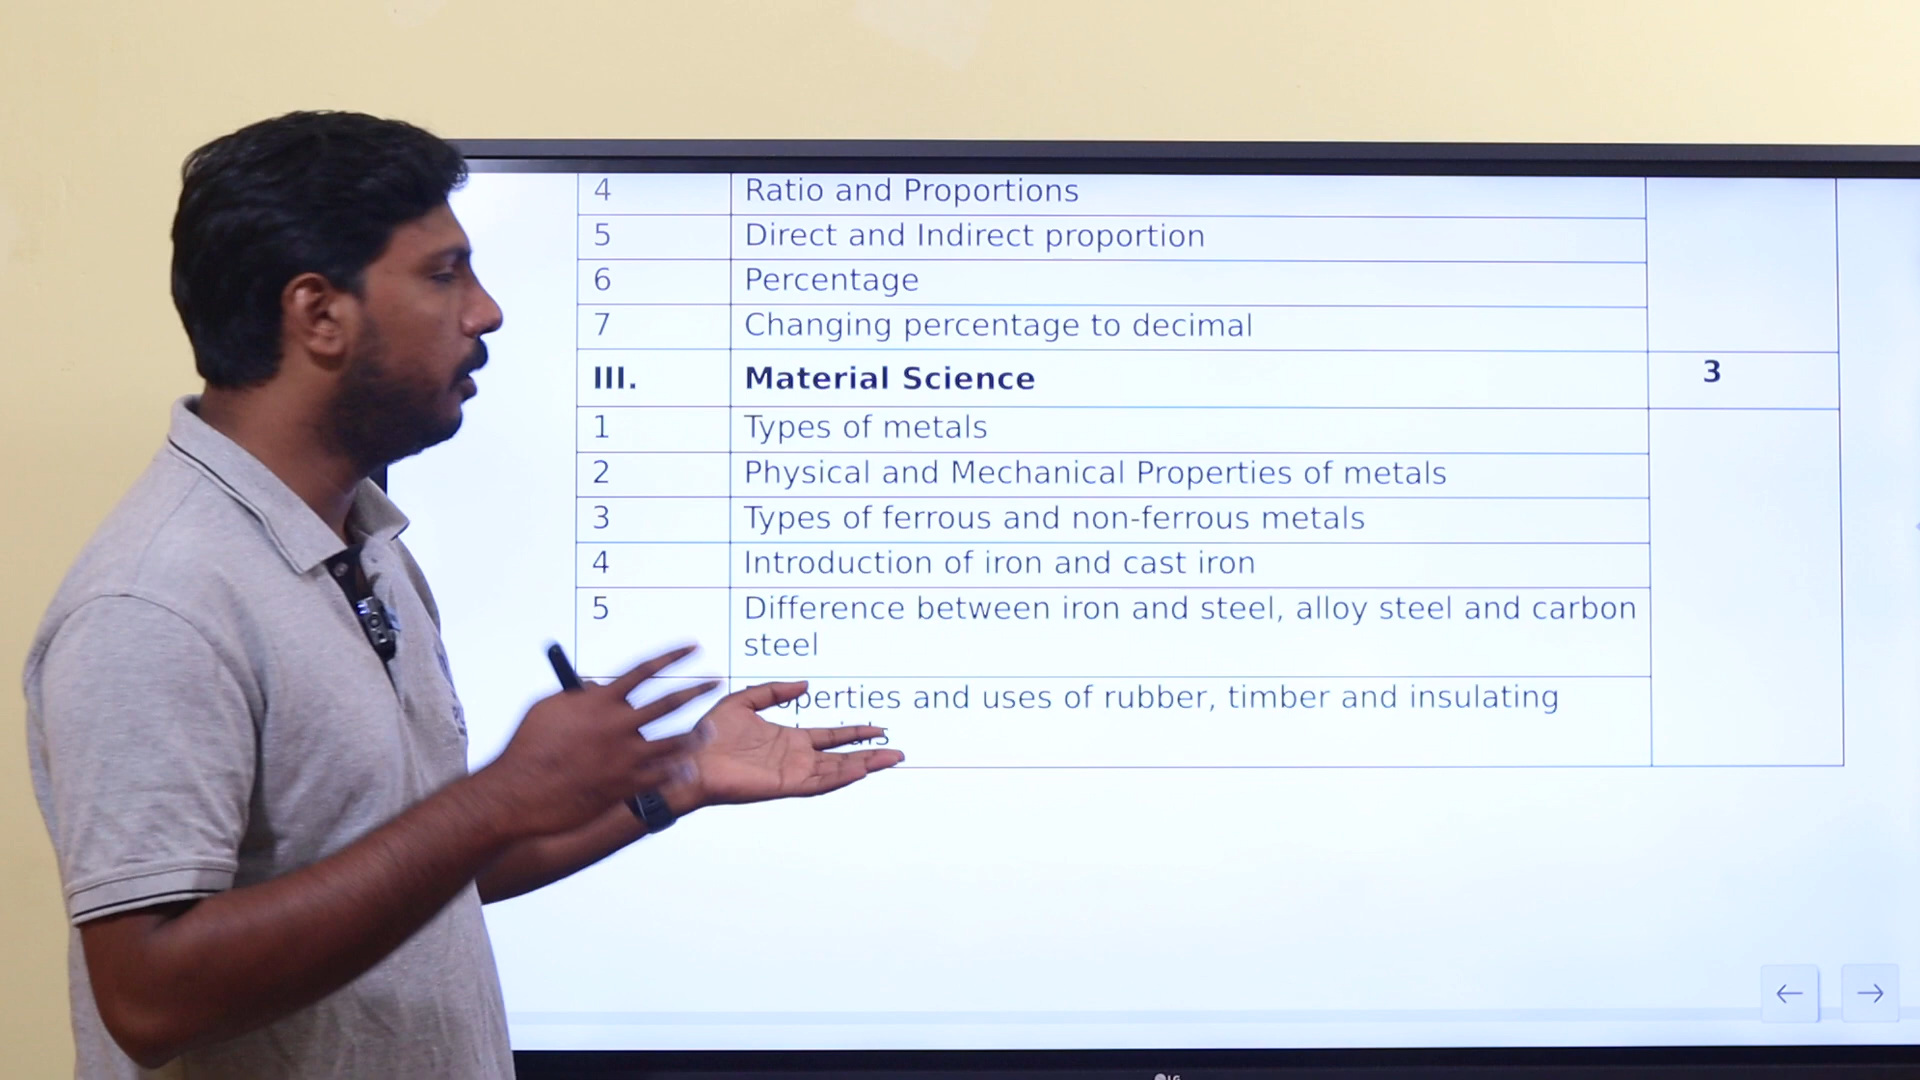 4 Ratio and Proportions
5 Direct and Indirect proportion
6 Percentage
7 Changing percentage to decimal
III. Material Science 3
1 Types of metals
2 Physical and Mechanical Properties of metals
3 Types of ferrous and non-ferrous metals
4 Introduction of iron and cast iron
5 Difference between iron and steel, alloy steel and carbon
steel
and uses of rubber, timber and insulating
LG